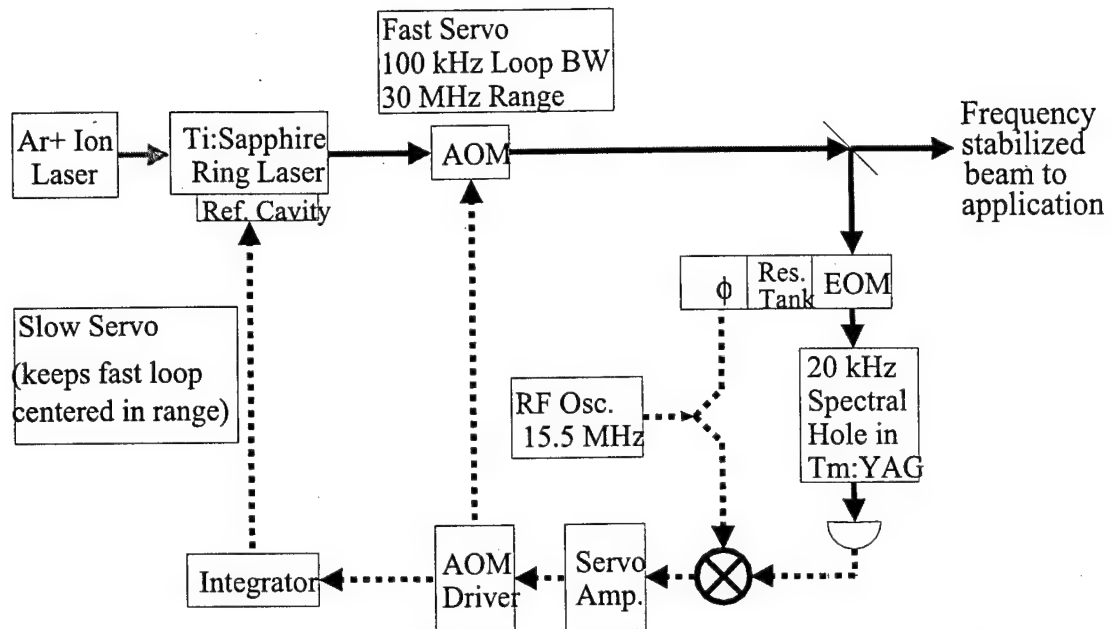 Fast Servo
100 kHz Loop BW
30 MHz Range
Ar+ Ion
Laser
Ti:Sapphire
Ring Laser
Ref. Cavity
AOM
Frequency
stabilized
beam to
application
ϕ
Res.
Tank
EOM
Slow Servo
(keeps fast loop
centered in range)
RF Osc.
15.5 MHz
20 kHz
Spectral
Hole in
Tm:YAG
Integrator
AOM
Driver
Servo
Amp.